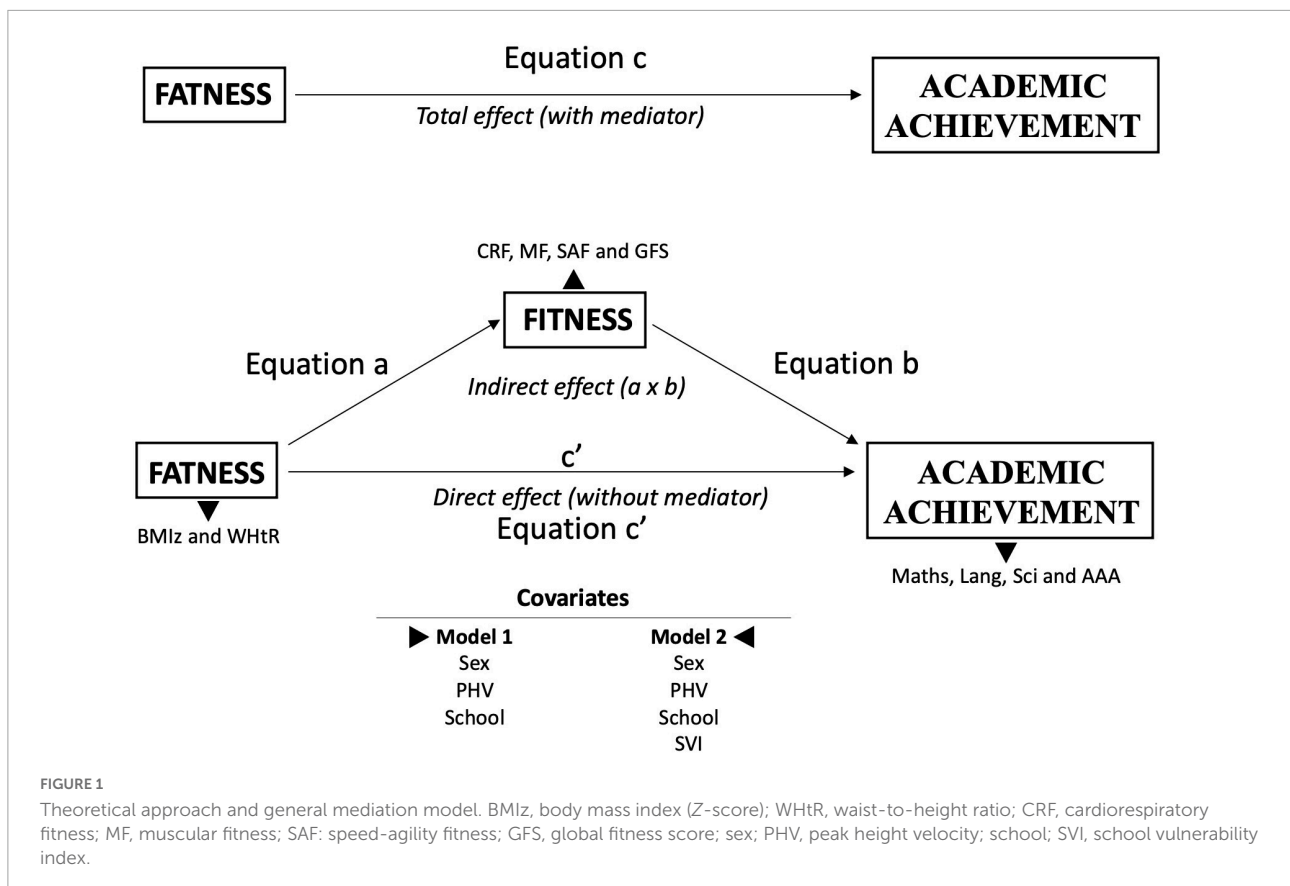 Equation c
FATNESS
Total effect (with mediator)
ACADEMIC
ACHIEVEMENT
CRF, MF, SAF and GFS
FITNESS
Equation a
Equation b
Indirect effect (a x b)
FATNESS
c’
Direct effect (without mediator)
Equation c’
ACADEMIC
ACHIEVEMENT
BMIz and WHtR
Maths, Lang, Sci and AAA
Covariates
Model 1 Model 2
Sex Sex
PHV PHV
School School
SVI
FIGURE 1
Theoretical approach and general mediation model. BMIz, body mass index (Z-score); WHtR, waist-to-height ratio; CRF, cardiorespiratory
fitness; MF, muscular fitness; SAF: speed-agility fitness; GFS, global fitness score; sex; PHV, peak height velocity; school; SVI, school vulnerability
index.